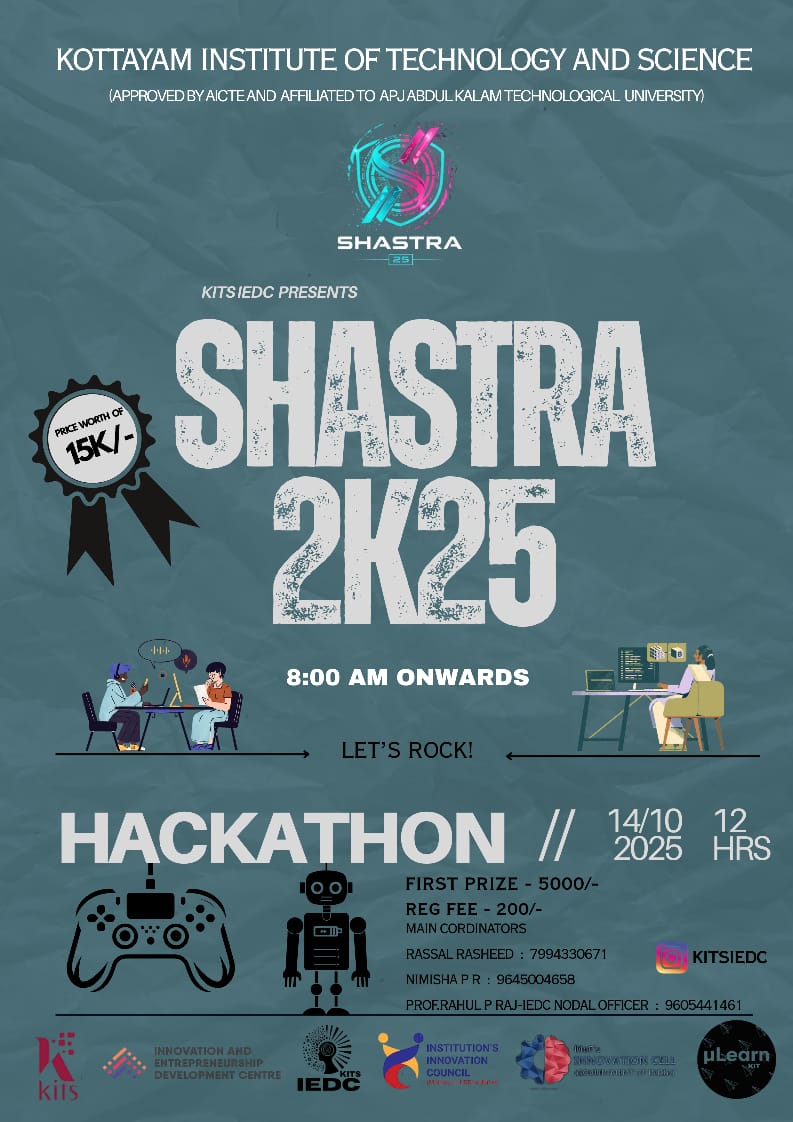 KOTTAYAM INSTITUTE OF TECHNOLOGY AND SCIENCE
(APPROVED BY AICTE AND AFFILIATED TO APJ ABDUL KALAM TECHNOLOGICAL UNIVERSITY)
SHASTRA
25
KITS IEDC PRESENTS
SHASTRA
2K25
PRICE WORTH OF
15K/-
8:00 AM ONWARDS
LET'S ROCK!
HACKATHON // 14/10 2025 12 HRS
FIRST PRIZE - 5000/-
REG FEE - 200/-
MAIN CORDINATORS
RASSAL RASHEED : 7994330671
NIMISHA P R : 9645004658
PROF.RAHUL P RAJ-IEDC NODAL OFFICER : 9605441461
KITSIEDC
kits
INNOVATION AND
ENTREPRENEURSHIP
DEVELOPMENT CENTRE
KITS
IEDC
INSTITUTION'S
INNOVATION
COUNCIL
INNOVATION CELL
µLearn
KIT